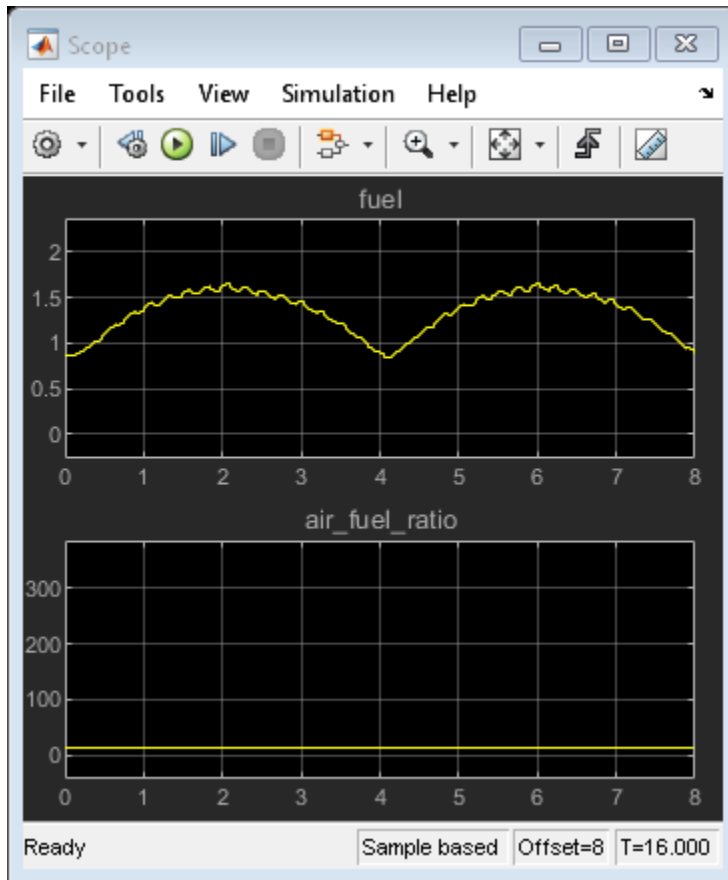 Scope
File Tools View Simulation Help
fuel
2
1.5
1
0.5
0
0 1 2 3 4 5 6 7 8
air_fuel_ratio
300
200
100
0
0 1 2 3 4 5 6 7 8
Ready Sample based Offset=8 T=16.000